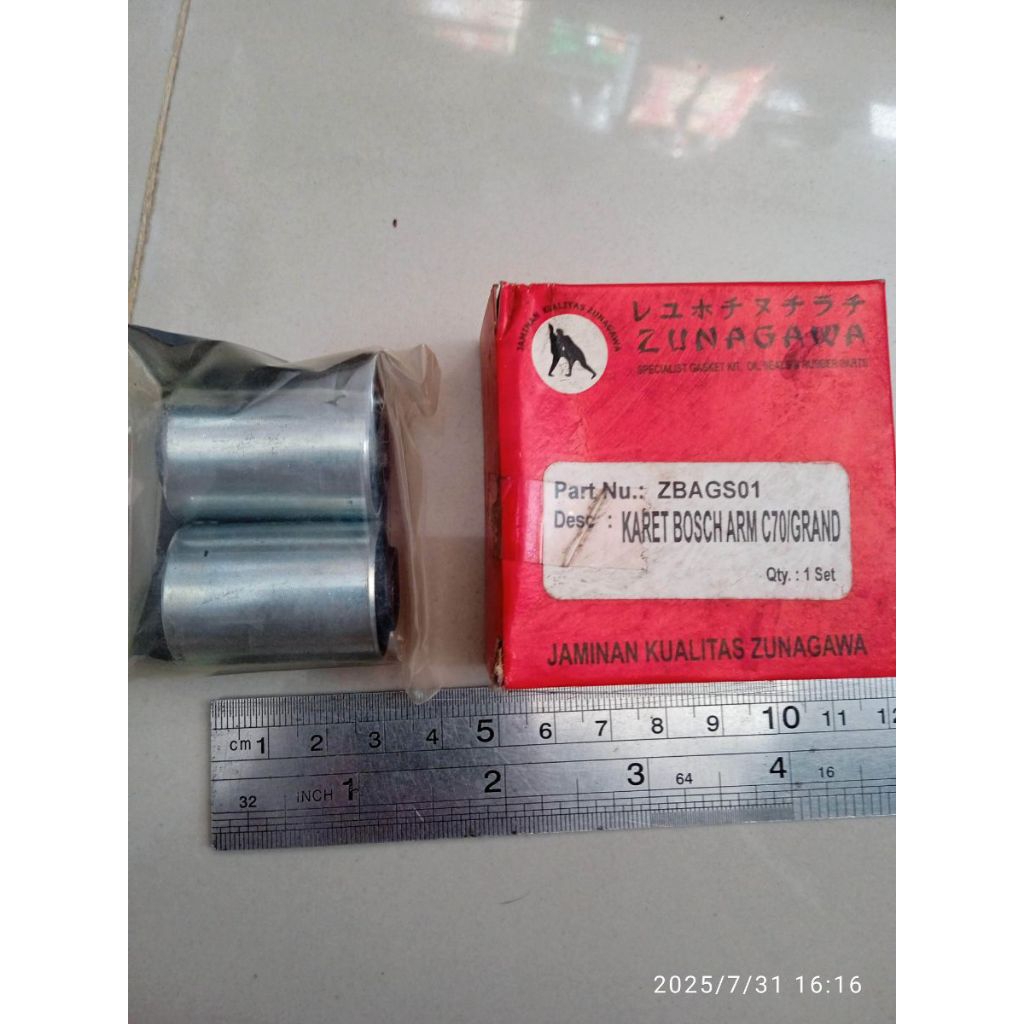 JAMINAN KUALITAS ZUNAGAWA
レユホチヌチラチ
ZUNAGAWA
SPECIALIST GASKET KIT, OIL SEALS & RUBBER PARTS
Part Nu.: ZBAGS01
Desc : KARET BOSCH ARM C70/GRAND
Qty. : 1 Set
JAMINAN KUALITAS ZUNAGAWA
cm 1 2 3 4 5 6 7 8 9 10 11 12
32 INCH 1 2 3 64 4 16
2025/7/31 16:16